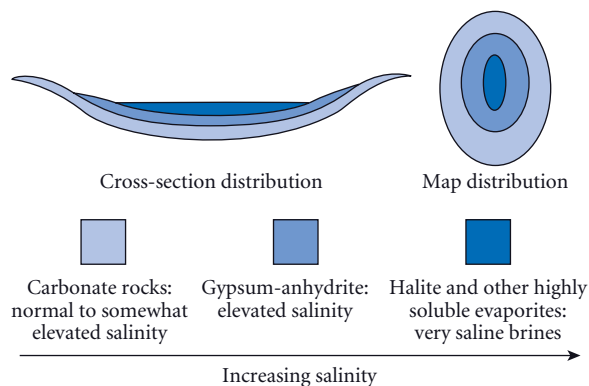 Cross-section distribution
Map distribution
Carbonate rocks:
normal to somewhat
elevated salinity
Gypsum-anhydrite:
elevated salinity
Halite and other highly
soluble evaporites:
very saline brines
Increasing salinity